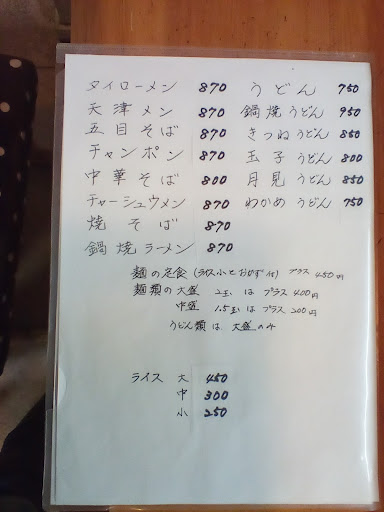 タイローメン 870
天津メン 870
五目そば 870
チャンポン 870
中華そば 800
チャーシュウメン 870
焼そば 870
鍋焼ラーメン 870
うどん 750
鍋焼うどん 950
きつねうどん 850
玉子うどん 800
月見うどん 850
わかめうどん 750
麺の定食(ライス小とおかず付) プラス 450円
麺類の大盛 2玉はプラス400円
中盛 1.5玉はプラス200円
うどん類は大盛のみ
ライス 大 450
中 300
小 250